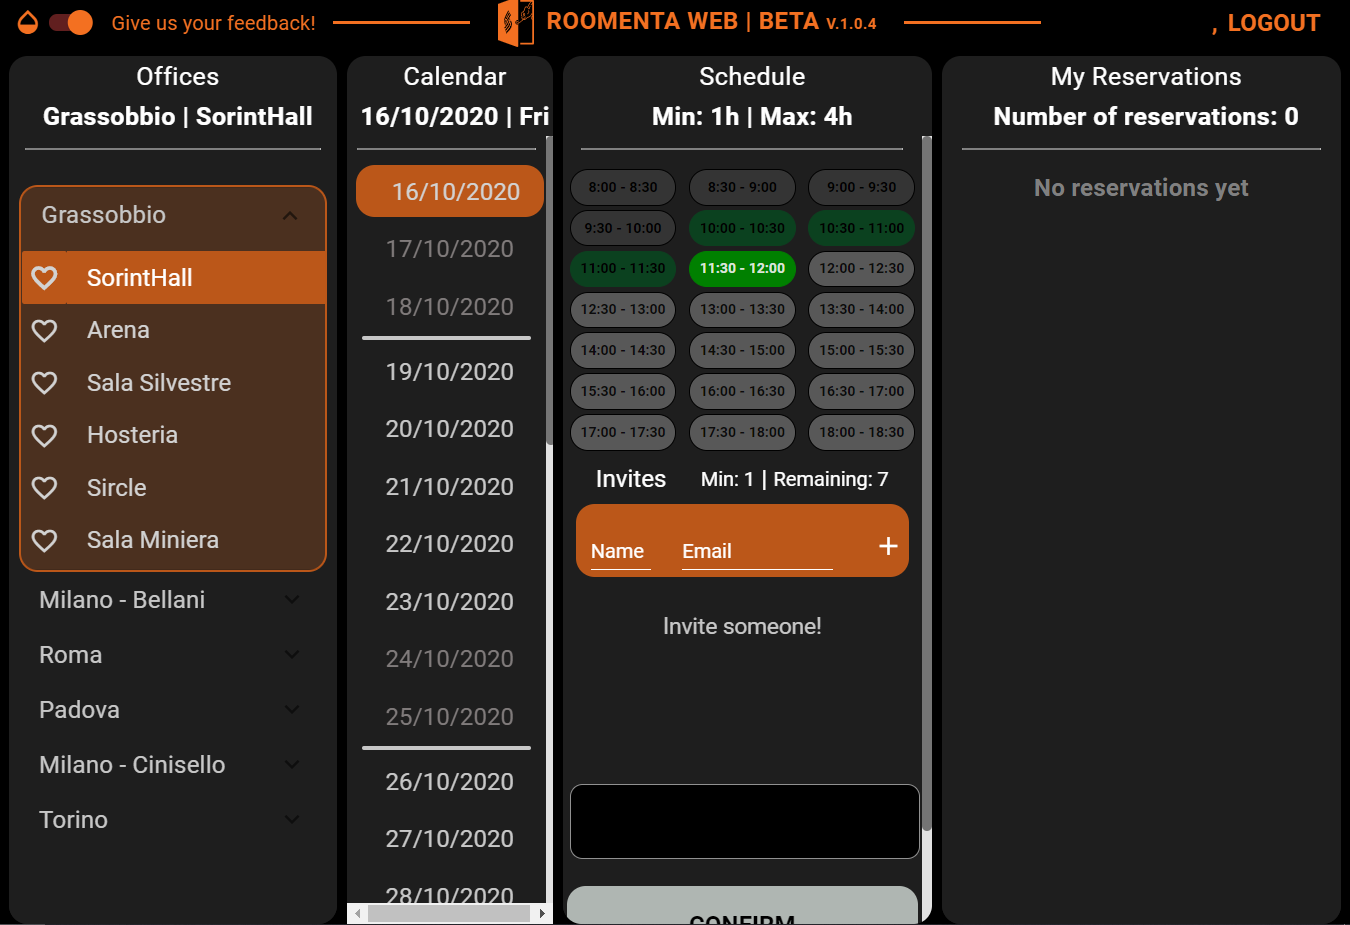 Give us your feedback!
ROOMENTA WEB | BETA V.1.0.4
, LOGOUT
Offices
Grassobbio | SorintHall
Grassobbio
SorintHall
Arena
Sala Silvestre
Hosteria
Sircle
Sala Miniera
Milano - Bellani
Roma
Padova
Milano - Cinisello
Torino
Calendar
16/10/2020 | Fri
16/10/2020
17/10/2020
18/10/2020
19/10/2020
20/10/2020
21/10/2020
22/10/2020
23/10/2020
24/10/2020
25/10/2020
26/10/2020
27/10/2020
28/10/2020
Schedule
Min: 1h | Max: 4h
8:00 - 8:30 8:30 - 9:00 9:00 - 9:30
9:30 - 10:00 10:00 - 10:30 10:30 - 11:00
11:00 - 11:30 11:30 - 12:00 12:00 - 12:30
12:30 - 13:00 13:00 - 13:30 13:30 - 14:00
14:00 - 14:30 14:30 - 15:00 15:00 - 15:30
15:30 - 16:00 16:00 - 16:30 16:30 - 17:00
17:00 - 17:30 17:30 - 18:00 18:00 - 18:30
Invites Min: 1 | Remaining: 7
Name Email +
Invite someone!
CONFIRM
My Reservations
Number of reservations: 0
No reservations yet